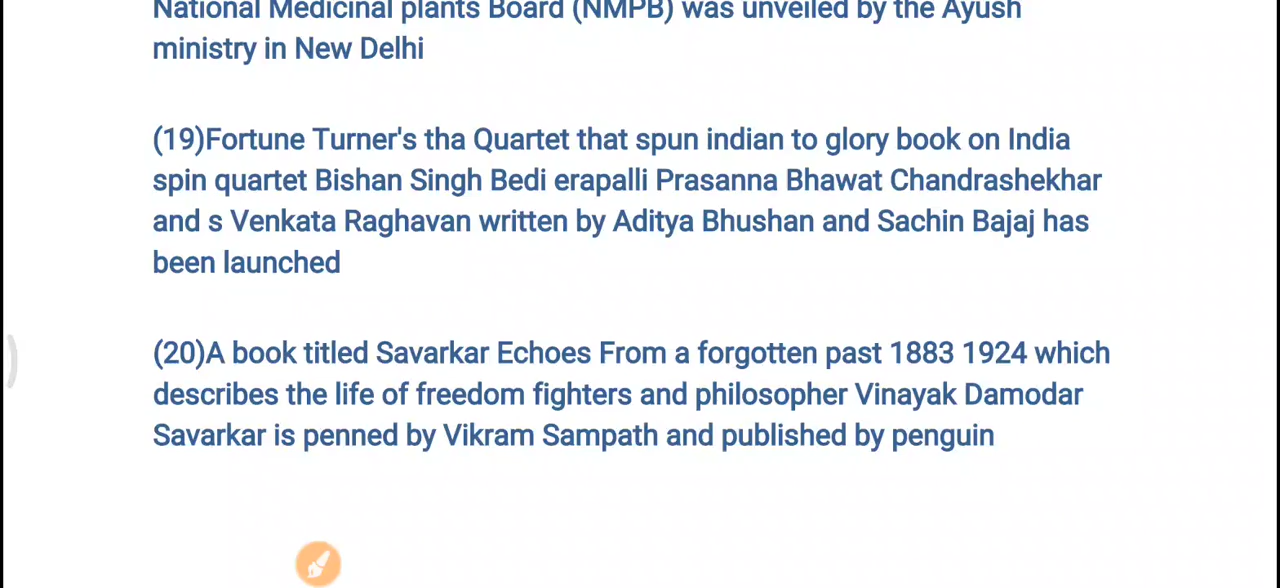 National Medicinal plants Board (NMPB) was unveiled by the Ayush
ministry in New Delhi
(19)Fortune Turner's tha Quartet that spun indian to glory book on India
spin quartet Bishan Singh Bedi erapalli Prasanna Bhawat Chandrashekhar
and s Venkata Raghavan written by Aditya Bhushan and Sachin Bajaj has
been launched
(20)A book titled Savarkar Echoes From a forgotten past 1883 1924 which
describes the life of freedom fighters and philosopher Vinayak Damodar
Savarkar is penned by Vikram Sampath and published by penguin